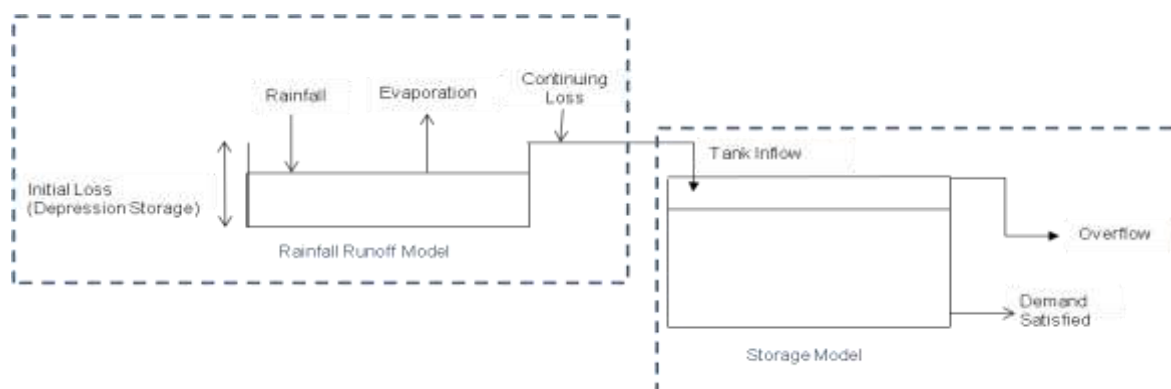 Rainfall
Evaporation
Continuing
Loss
Initial Loss
(Depression Storage)
Rainfall Runoff Model
Tank Inflow
Overflow
Demand
Satisfied
Storage Model